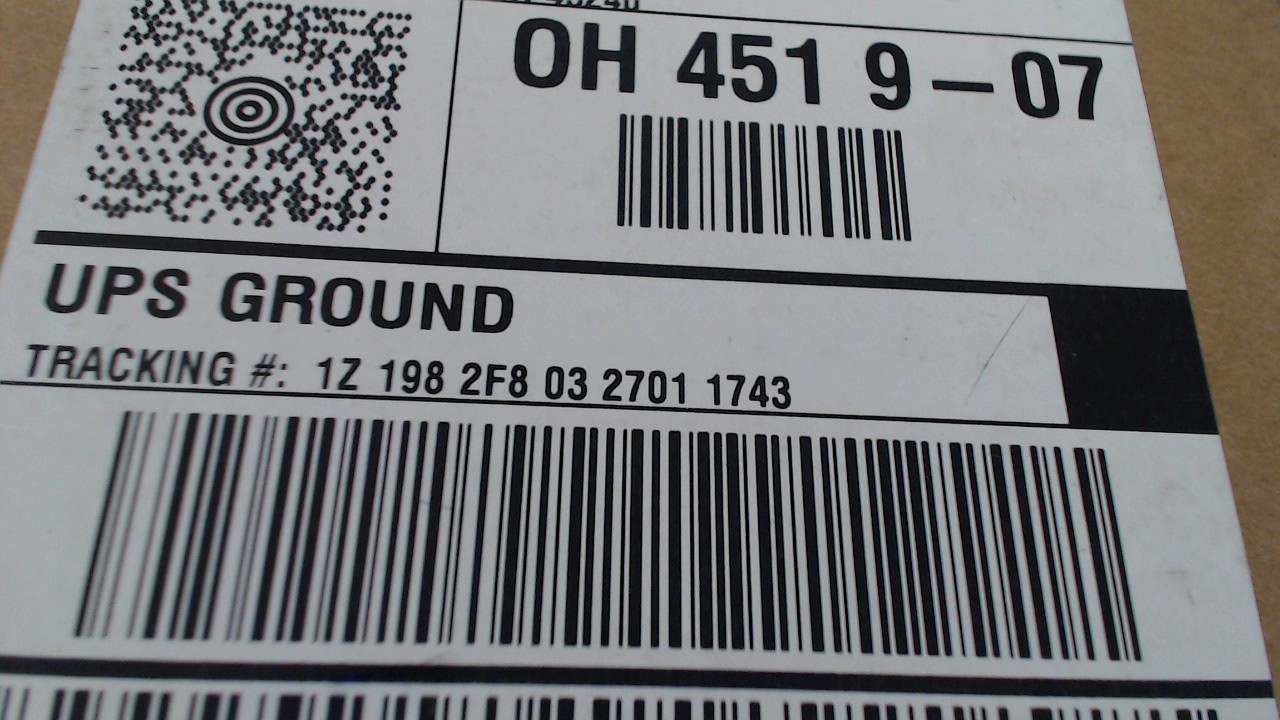 OH 451 9-07
UPS GROUND
TRACKING #: 1Z 198 2F8 03 2701 1743